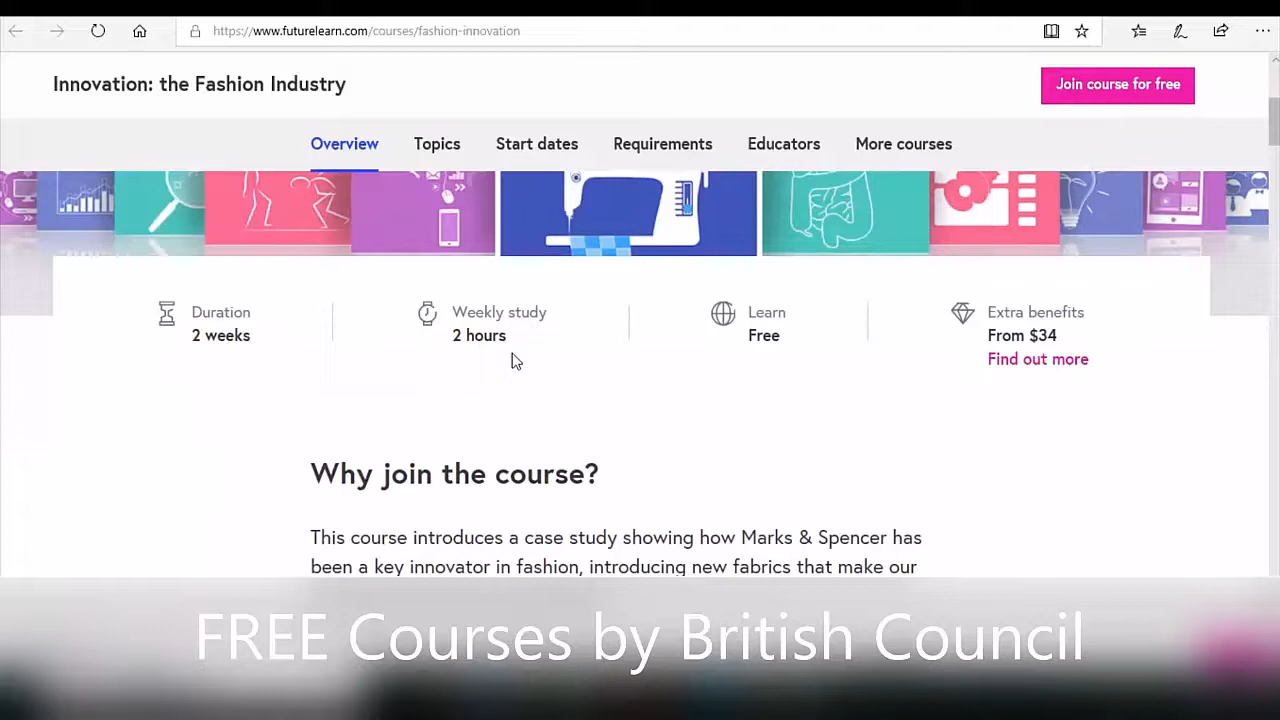 https://www.futurelearn.com/courses/fashion-innovation
Innovation: the Fashion Industry
Join course for free
Overview
Topics
Start dates
Requirements
Educators
More courses
Duration
2 weeks
Weekly study
2 hours
Learn
Free
Extra benefits
From $34
Find out more
Why join the course?
This course introduces a case study showing how Marks & Spencer has
been a key innovator in fashion, introducing new fabrics that make our
FREE Courses by British Council